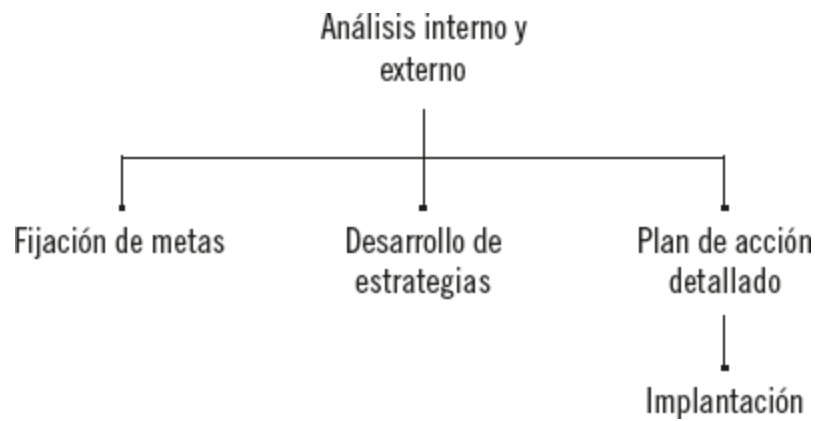 Análisis interno y
externo
Fijación de metas
Desarrollo de
estrategias
Plan de acción
detallado
Implantación